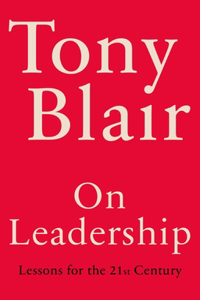 Tony
Blair
On
Leadership
Lessons for the 21st Century